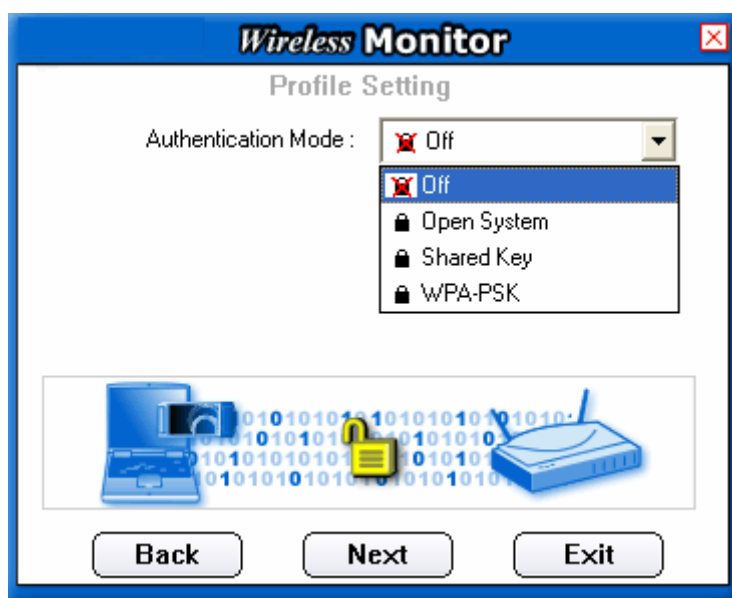 Wireless Monitor
Profile Setting
Authentication Mode : Off
Off
Open System
Shared Key
WPA-PSK
Back Next Exit